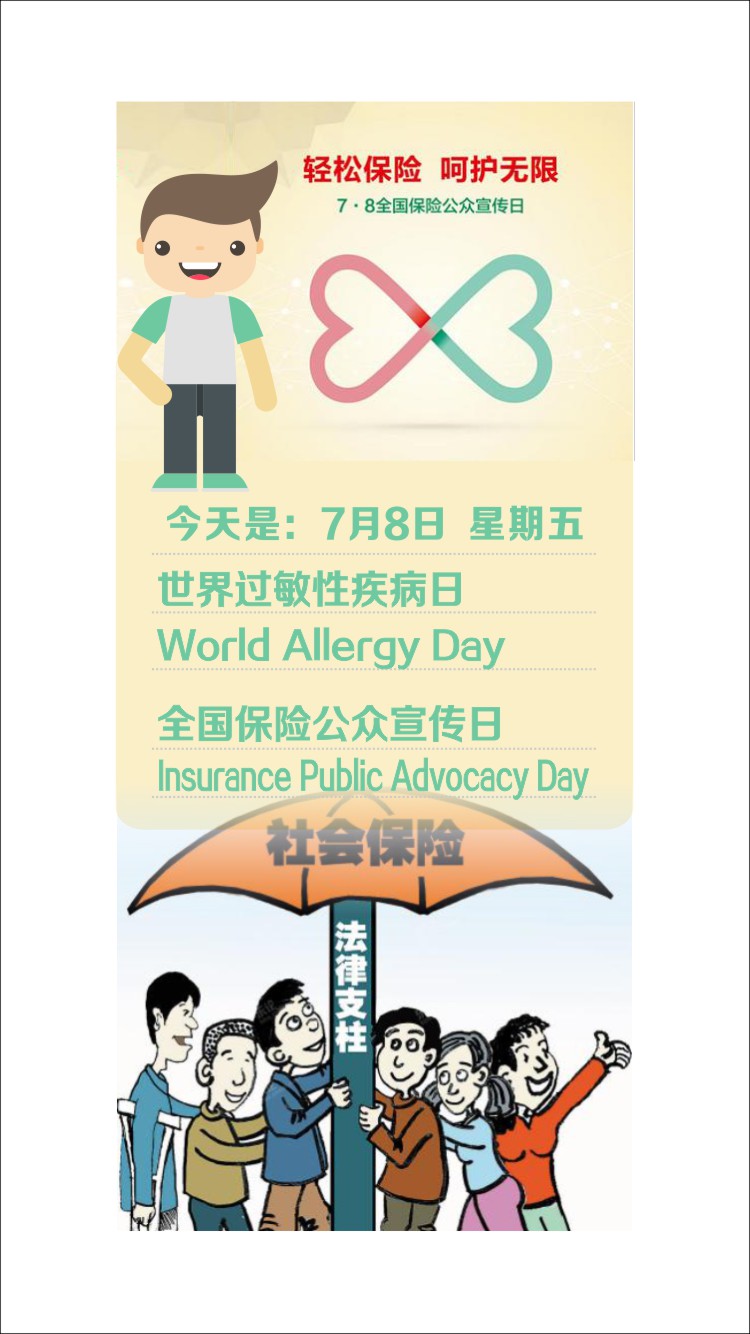 轻松保险 呵护无限
7·8全国保险公众宣传日
今天是：7月8日 星期五
世界过敏性疾病日
World Allergy Day
全国保险公众宣传日
Insurance Public Advocacy Day
社会保险
法律支柱